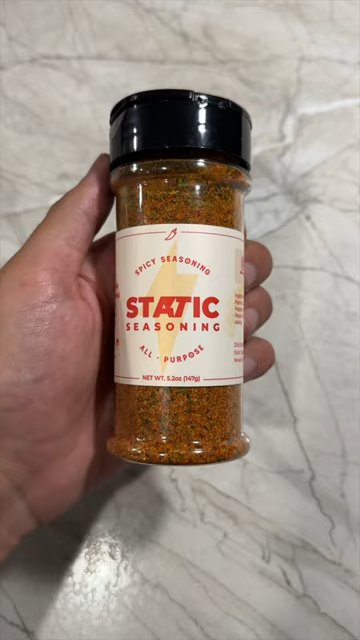 SPICY SEASONING
STATIC
SEASONING
ALL - PURPOSE
NET WT. 5.2oz (147g)